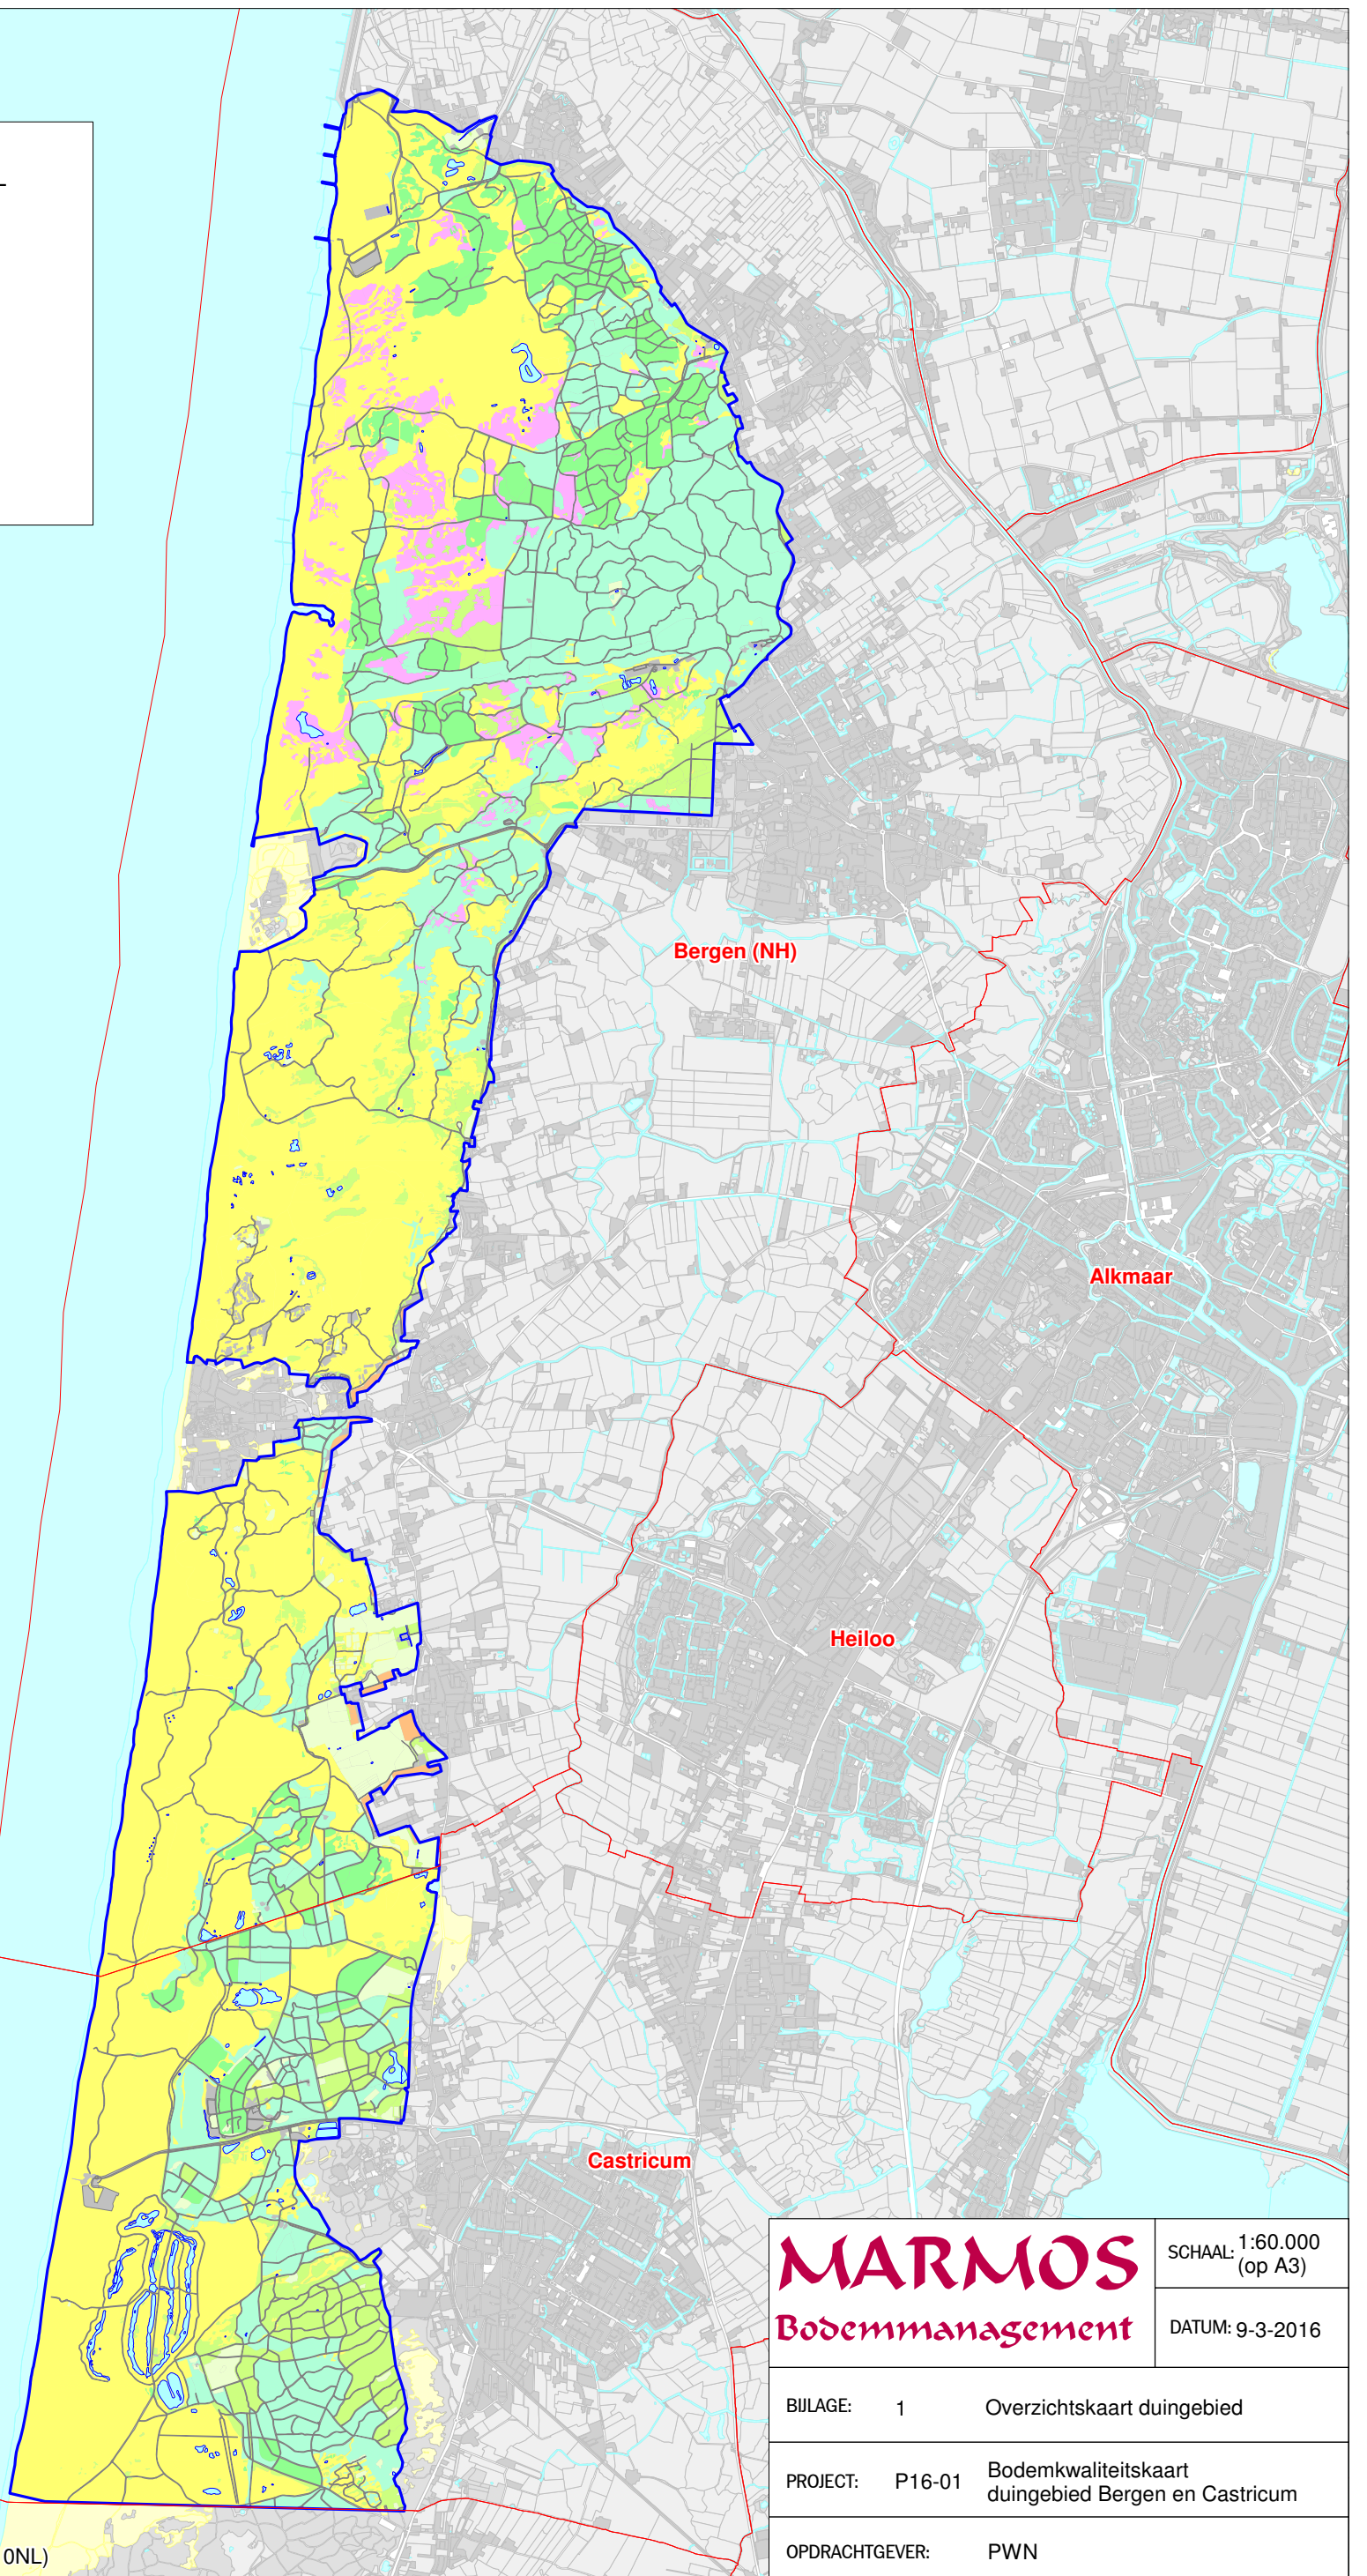 Bergen (NH)
Alkmaar
Heiloo
Castricum
MARMOS
Bodemmanagement
SCHAAL: 1:60.000
(op A3)
DATUM: 9-3-2016
BIJLAGE: 1 Overzichtskaart duingebied
PROJECT: P16-01 Bodemkwaliteitskaart
duingebied Bergen en Castricum
OPDRACHTGEVER: PWN
0NL)